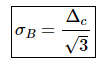 σ_B = Δ_c / √3